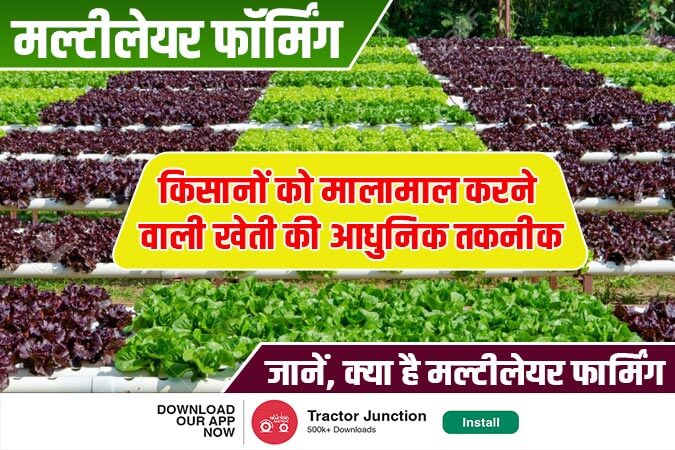 मल्टीलेयर फॉर्मिंग
किसानों को मालामाल करने
वाली खेती की आधुनिक तकनीक
जानें, क्या है मल्टीलेयर फार्मिंग
DOWNLOAD
OUR APP
NOW
Tractor Junction
500k+ Downloads
Install